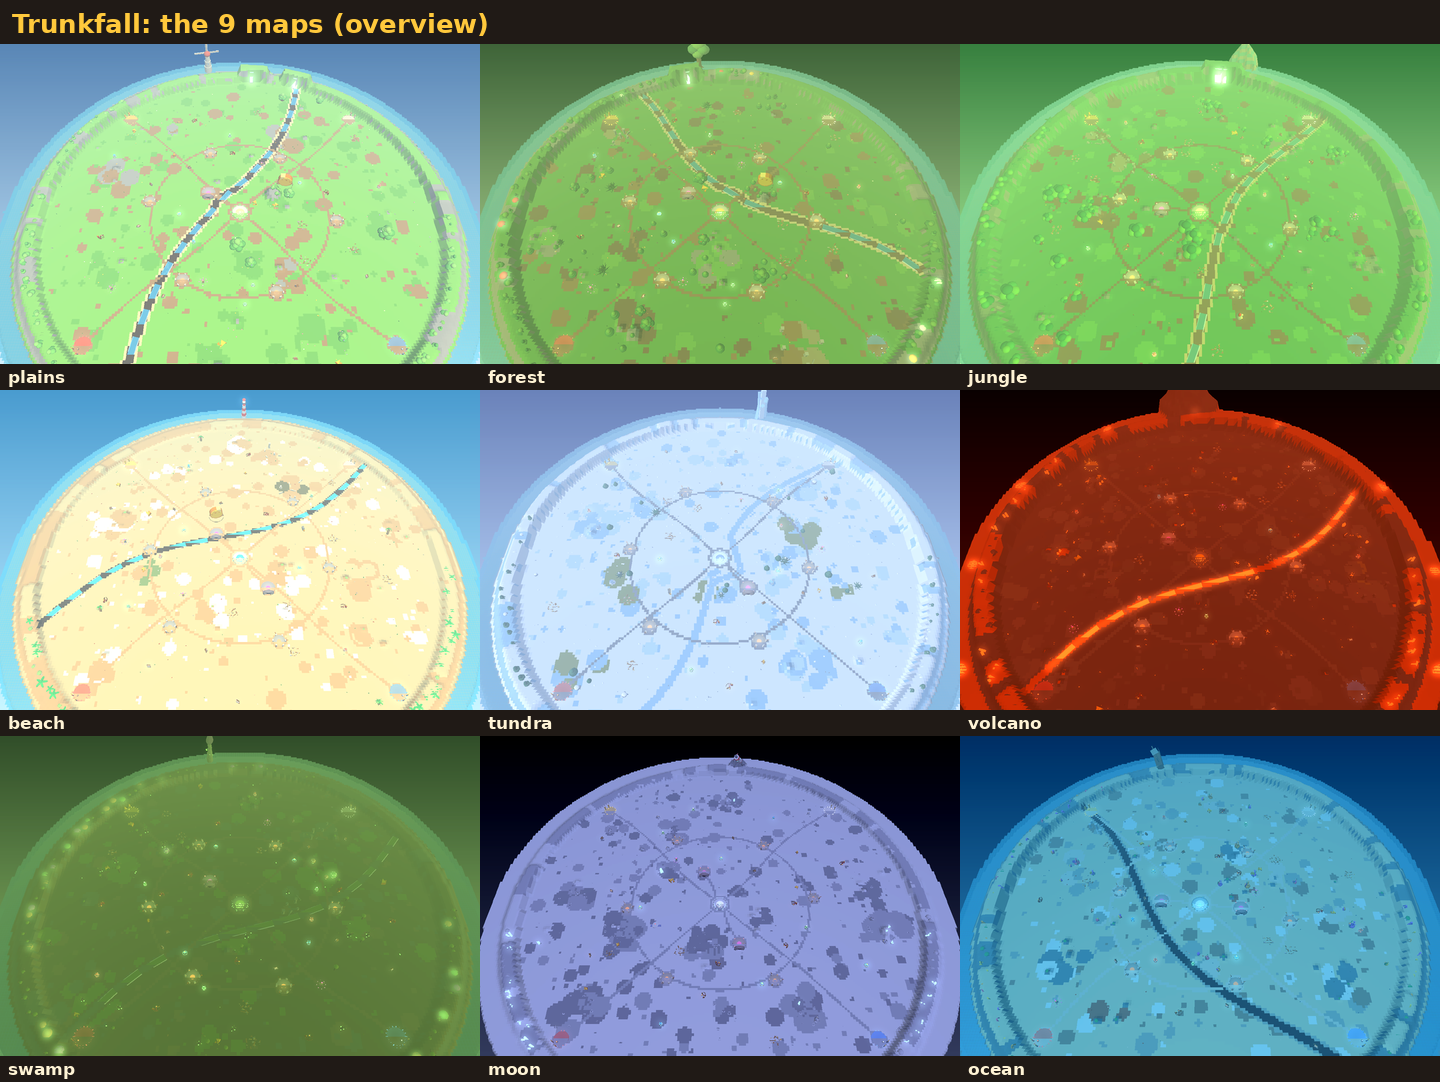 Trunkfall: the 9 maps (overview)
plains
forest
jungle
beach
tundra
volcano
swamp
moon
ocean